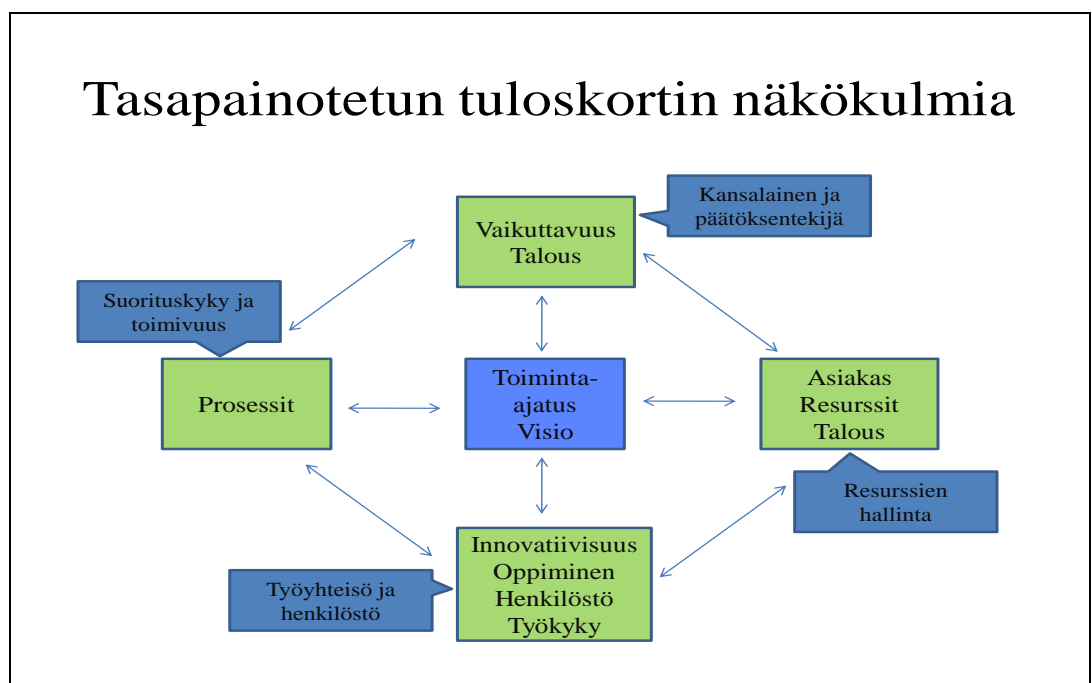 Tasapainotetun tuloskortin näkökulmia
Kansalainen ja
päätöksentekijä
Vaikuttavuus
Talous
Suorituskyky ja
toimivuus
Prosessit
Toiminta-
ajatus
Visio
Asiakas
Resurssit
Talous
Resurssien
hallinta
Innovatiivisuus
Oppiminen
Henkilöstö
Työkyky
Työyhteisö ja
henkilöstö